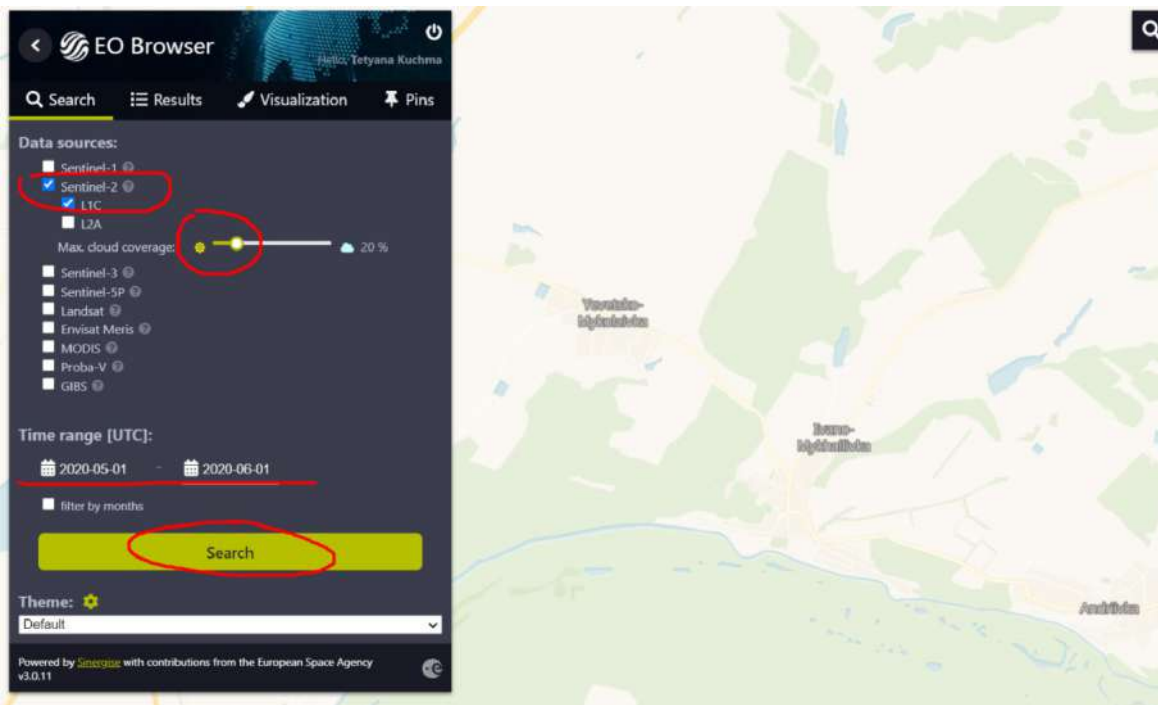 EO Browser
Hello, Tetyana Kuchma
Search Results Visualization Pins
Data sources:
Sentinel-1
Sentinel-2
L1C
L2A
Max. cloud coverage: 20 %
Sentinel-3
Sentinel-5P
Landsat
Envisat Meris
MODIS
Proba-V
GIBS
Time range [UTC]:
2020-05-01 - 2020-06-01
filter by months
Search
Theme:
Default
Powered by Sinergise with contributions from the European Space Agency
v3.0.11
Mykolaivka
Ivano-
Mykhailivka
Andriivka